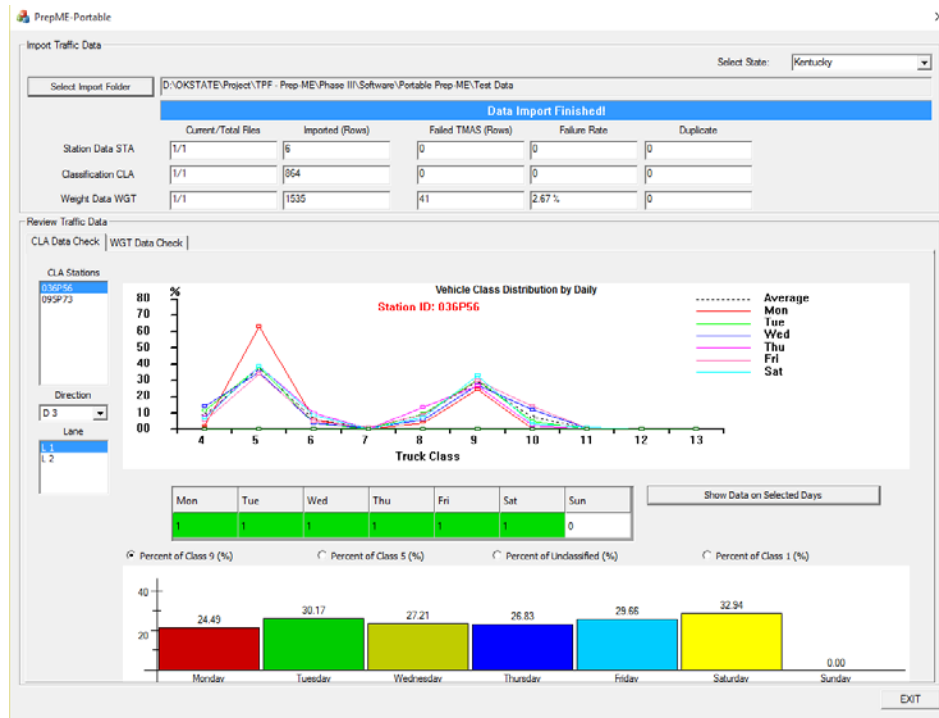 PrepME-Portable
Import Traffic Data
Select State: Kentucky
Select Import Folder D:\OKSTATE\Project\TPF - Prep-ME\Phase III\Software\Portable Prep-ME\Test Data
Data Import Finished!
Current/Total Files Imported (Rows) Failed TMAS (Rows) Failure Rate Duplicate
Station Data STA 1/1 6 0 0 0
Classification CLA 1/1 864 0 0 0
Weight Data WGT 1/1 1535 41 2.67 % 0
Review Traffic Data
CLA Data Check WGT Data Check
CLA Stations
036P56
095P73
Direction
D 3
Lane
L 1
L 2
Vehicle Class Distribution by Daily
Station ID: 036P56
%
80
70
60
50
40
30
20
10
00
4 5 6 7 8 9 10 11 12 13
Truck Class
Average
Mon
Tue
Wed
Thu
Fri
Sat
Mon Tue Wed Thu Fri Sat Sun
1 1 1 1 1 1 0
Show Data on Selected Days
Percent of Class 9 (%) Percent of Class 5 (%) Percent of Unclassified (%) Percent of Class 1 (%)
40
20
24.49 30.17 27.21 26.83 29.66 32.94 0.00
Monday Tuesday Wednesday Thursday Friday Saturday Sunday
EXIT